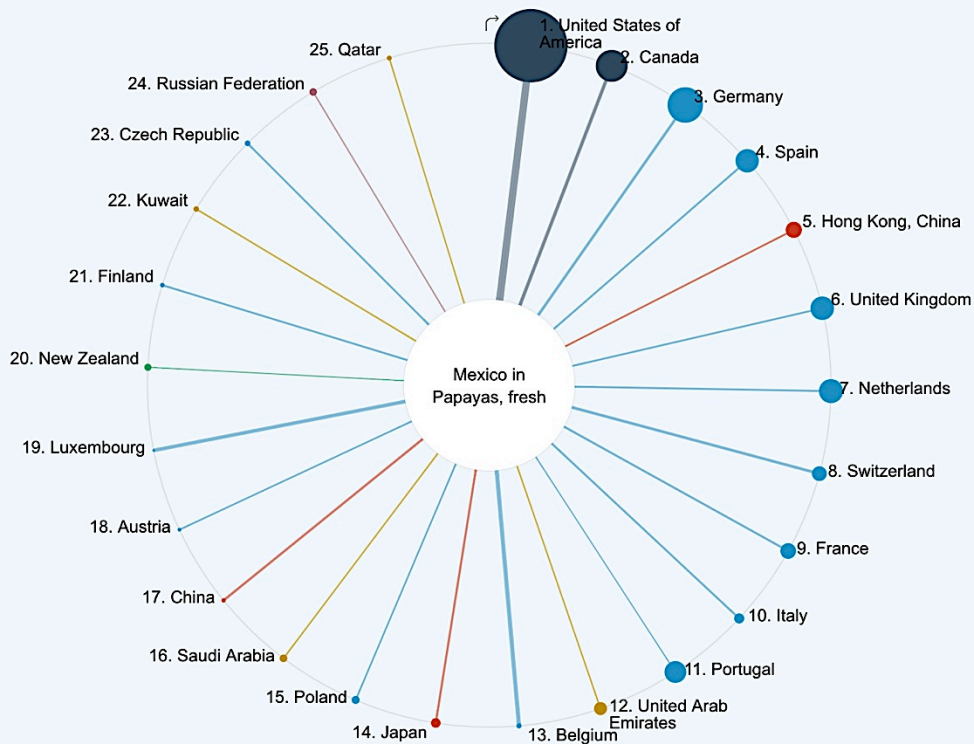 1. United States of
America
2. Canada
3. Germany
4. Spain
5. Hong Kong, China
6. United Kingdom
7. Netherlands
8. Switzerland
9. France
10. Italy
11. Portugal
12. United Arab
Emirates
13. Belgium
14. Japan
15. Poland
16. Saudi Arabia
17. China
18. Austria
19. Luxembourg
20. New Zealand
21. Finland
22. Kuwait
23. Czech Republic
24. Russian Federation
25. Qatar
Mexico in
Papayas, fresh